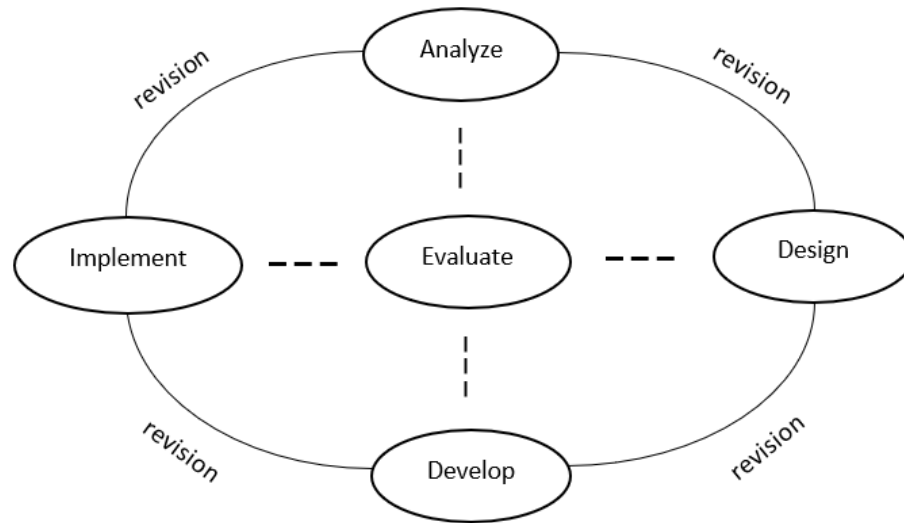 Analyze
revision
revision
Implement
Evaluate
Design
revision
revision
Develop